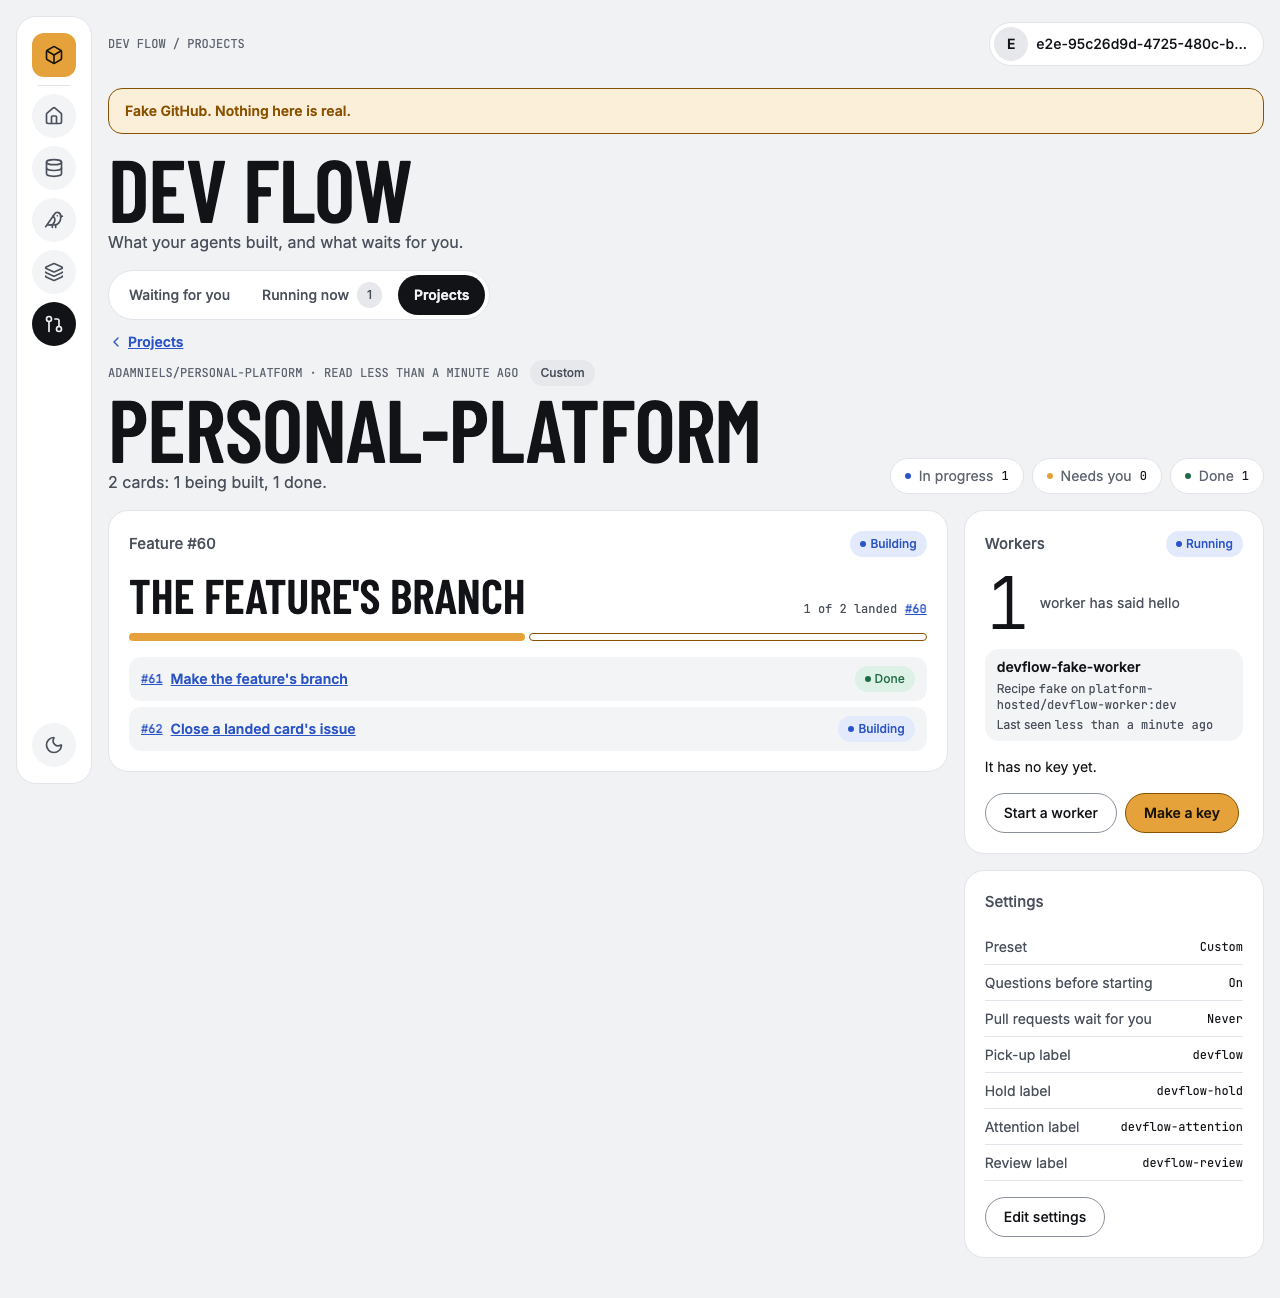 DEV FLOW / PROJECTS
E e2e-95c26d9d-4725-480c-b...
Fake GitHub. Nothing here is real.
DEV FLOW
What your agents built, and what waits for you.
Waiting for you Running now 1 Projects
Projects
ADAMNIELS/PERSONAL-PLATFORM · READ LESS THAN A MINUTE AGO Custom
PERSONAL-PLATFORM
2 cards: 1 being built, 1 done.
In progress 1 Needs you 0 Done 1
Feature #60 Building
THE FEATURE'S BRANCH
1 of 2 landed #60
#61 Make the feature's branch Done
#62 Close a landed card's issue Building
Workers Running
1 worker has said hello
devflow-fake-worker
Recipe fake on platform-
hosted/devflow-worker:dev
Last seen less than a minute ago
It has no key yet.
Start a worker Make a key
Settings
Preset Custom
Questions before starting On
Pull requests wait for you Never
Pick-up label devflow
Hold label devflow-hold
Attention label devflow-attention
Review label devflow-review
Edit settings